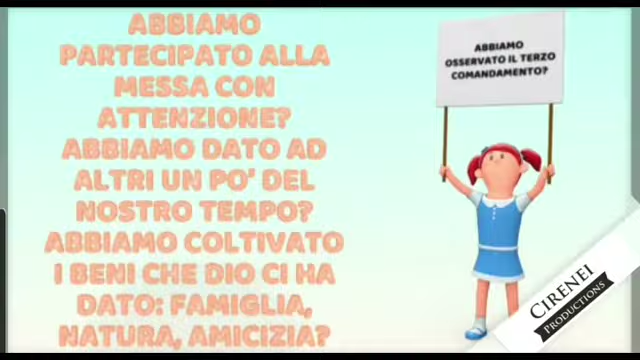 ABBIAMO
PARTECIPATO ALLA
MESSA CON
ATTENZIONE?
ABBIAMO DATO AD
ALTRI UN PO' DEL
NOSTRO TEMPO?
ABBIAMO COLTIVATO
I BENI CHE DIO CI HA
DATO: FAMIGLIA,
NATURA, AMICIZIA?
ABBIAMO
OSSERVATO IL TERZO
COMANDAMENTO?
CIRENEI
PRODUCTIONS